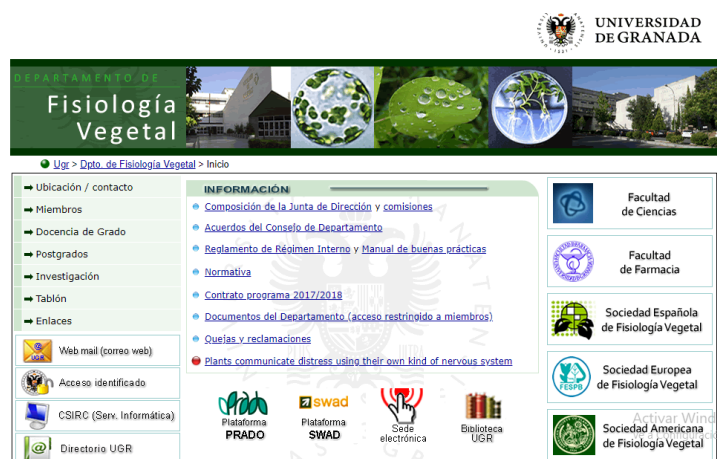 UNIVERSIDAD
DE GRANADA
DEPARTAMENTO DE
Fisiología
Vegetal
Ugr > Dpto. de Fisiología Vegetal > Inicio
Ubicación / contacto
Miembros
Docencia de Grado
Postgrados
Investigación
Tablón
Enlaces
Web mail (correo web)
Acceso identificado
CSIRC (Serv. Informática)
Directorio UGR
INFORMACIÓN
Composición de la Junta de Dirección y comisiones
Acuerdos del Consejo de Departamento
Reglamento de Régimen Interno y Manual de buenas prácticas
Normativa
Contrato programa 2017/2018
Documentos del Departamento (acceso restringido a miembros)
Quejas y reclamaciones
Plants communicate distress using their own kind of nervous system
Plataforma
PRADO
swad
Plataforma
SWAD
Sede
electrónica
Biblioteca
UGR
Facultad
de Ciencias
Facultad
de Farmacia
Sociedad Española
de Fisiología Vegetal
FESPB
Sociedad Europea
de Fisiología Vegetal
Sociedad Americana
de Fisiología Vegetal
Activar Wind